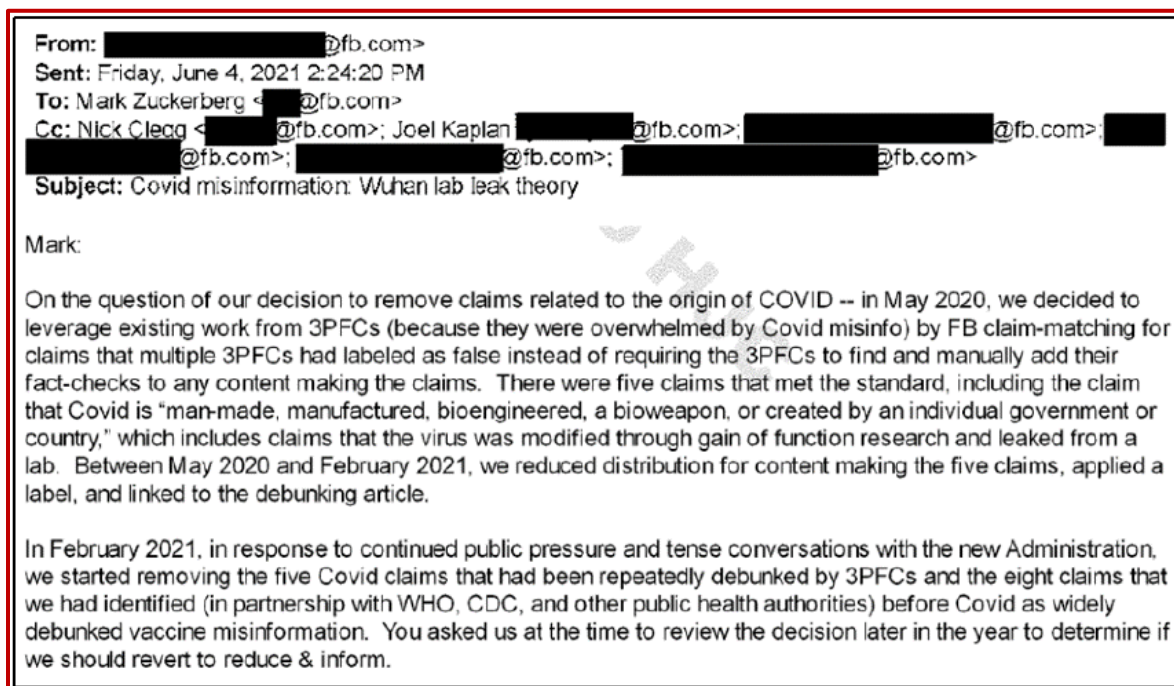 From: @fb.com>
Sent: Friday, June 4, 2021 2:24:20 PM
To: Mark Zuckerberg < @fb.com>
Cc: Nick Clegg < @fb.com>; Joel Kaplan @fb.com>; @fb.com>;
@fb.com>; @fb.com>; @fb.com>
Subject: Covid misinformation: Wuhan lab leak theory
Mark:
On the question of our decision to remove claims related to the origin of COVID -- in May 2020, we decided to
leverage existing work from 3PFCs (because they were overwhelmed by Covid misinfo) by FB claim-matching for
claims that multiple 3PFCs had labeled as false instead of requiring the 3PFCs to find and manually add their
fact-checks to any content making the claims. There were five claims that met the standard, including the claim
that Covid is “man-made, manufactured, bioengineered, a bioweapon, or created by an individual government or
country,” which includes claims that the virus was modified through gain of function research and leaked from a
lab. Between May 2020 and February 2021, we reduced distribution for content making the five claims, applied a
label, and linked to the debunking article.
In February 2021, in response to continued public pressure and tense conversations with the new Administration,
we started removing the five Covid claims that had been repeatedly debunked by 3PFCs and the eight claims that
we had identified (in partnership with WHO, CDC, and other public health authorities) before Covid as widely
debunked vaccine misinformation. You asked us at the time to review the decision later in the year to determine if
we should revert to reduce & inform.